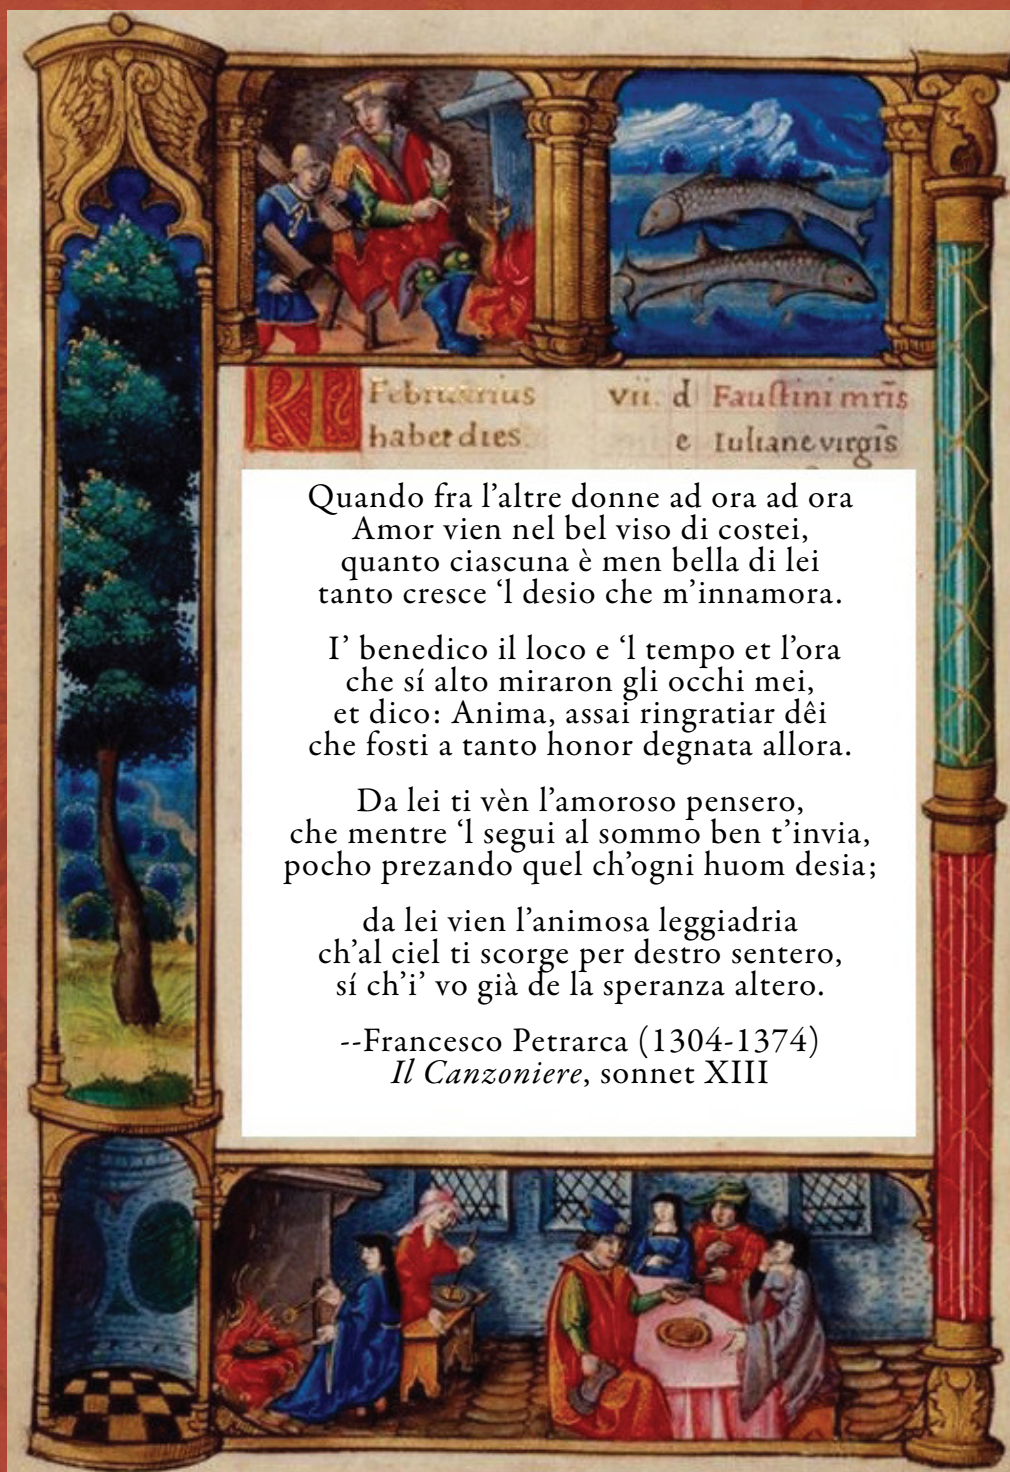 KL Februarius
habet dies.
vii. d Faustini mr̃is
e Iuliane virgĩs
Quando fra l’altre donne ad ora ad ora
Amor vien nel bel viso di costei,
quanto ciascuna è men bella di lei
tanto cresce ‘l desio che m’innamora.
I’ benedico il loco e ‘l tempo et l’ora
che sí alto miraron gli occhi mei,
et dico: Anima, assai ringratiar dêi
che fosti a tanto honor degnata allora.
Da lei ti vèn l’amoroso pensero,
che mentre ‘l segui al sommo ben t’invia,
pocho prezando quel ch’ogni huom desia;
da lei vien l’animosa leggiadria
ch’al ciel ti scorge per destro sentero,
sí ch’i’ vo già de la speranza altero.
--Francesco Petrarca (1304-1374)
Il Canzoniere, sonnet XIII